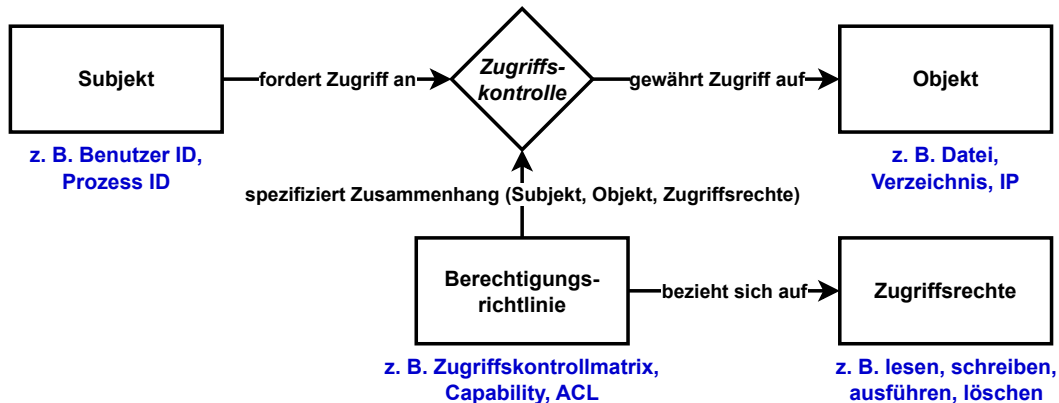 Subjekt
fordert Zugriff an
Zugriffs-
kontrolle
gewährt Zugriff auf
Objekt
z. B. Benutzer ID,
Prozess ID
z. B. Datei,
Verzeichnis, IP
spezifiziert Zusammenhang (Subjekt, Objekt, Zugriffsrechte)
Berechtigungs-
richtlinie
bezieht sich auf
Zugriffsrechte
z. B. Zugriffskontrollmatrix,
Capability, ACL
z. B. lesen, schreiben,
ausführen, löschen